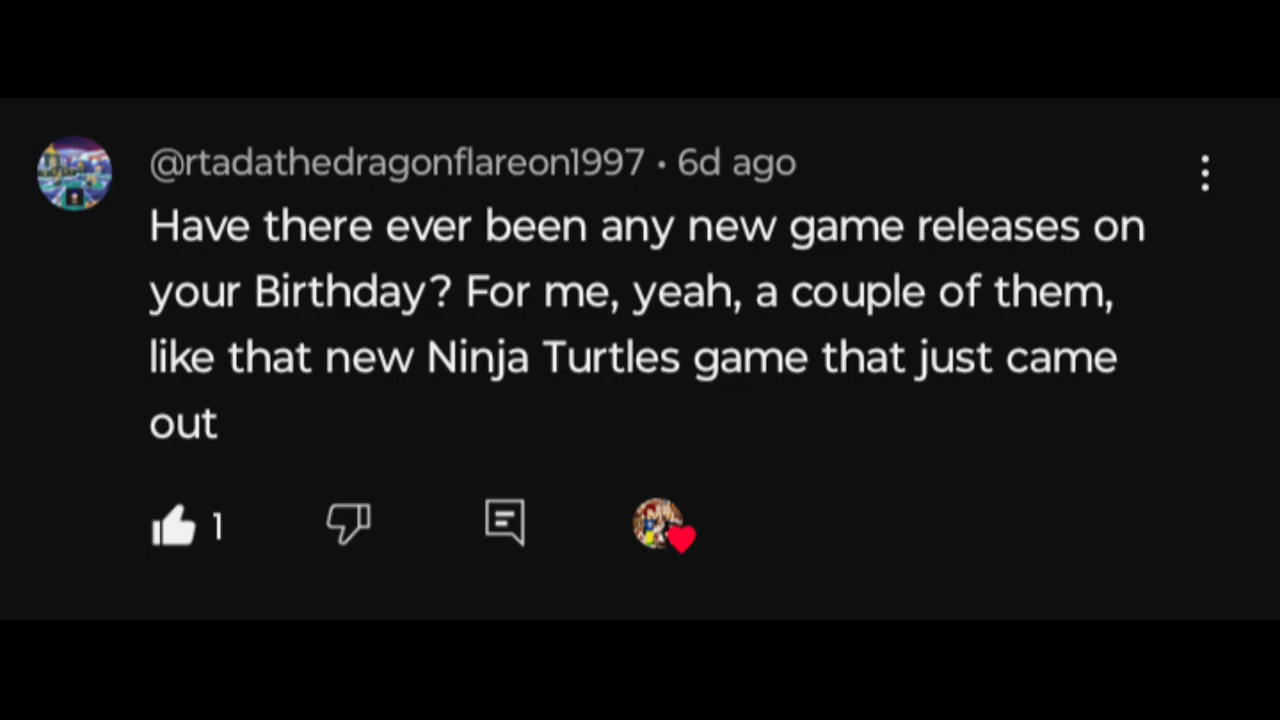 @rtadathedragonflareon1997 • 6d ago
Have there ever been any new game releases on
your Birthday? For me, yeah, a couple of them,
like that new Ninja Turtles game that just came
out
1